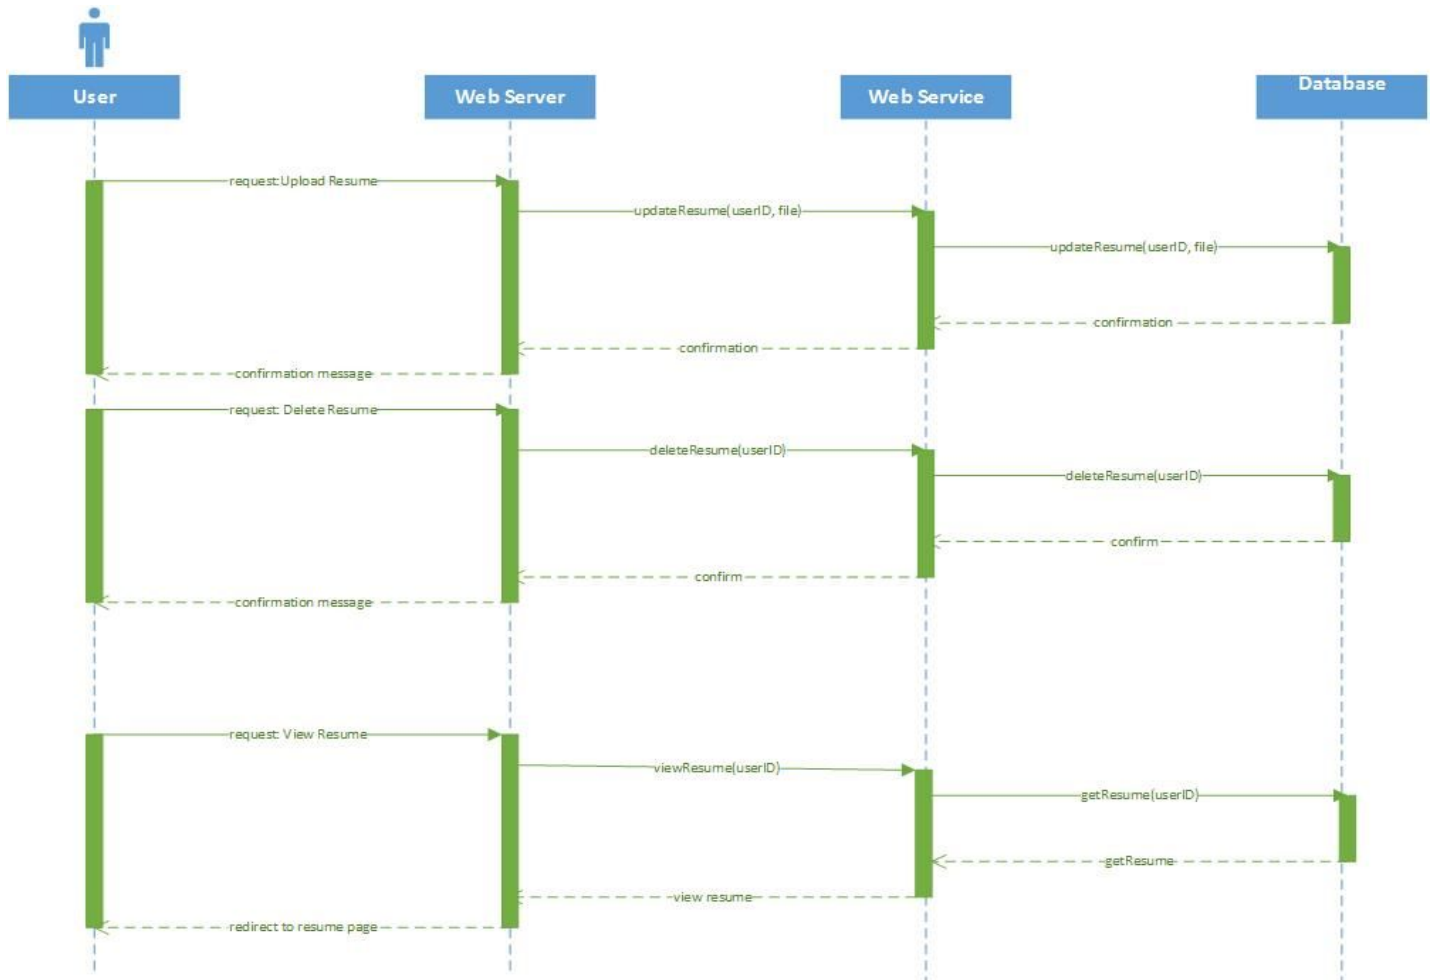 User
Web Server
Web Service
Database
request:Upload Resume
updateResume(userID, file)
updateResume(userID, file)
confirmation
confirmation
confirmation message
request: Delete Resume
deleteResume(userID)
deleteResume(userID)
confirm
confirm
confirmation message
request: View Resume
viewResume(userID)
getResume(userID)
getResume
view resume
redirect to resume page